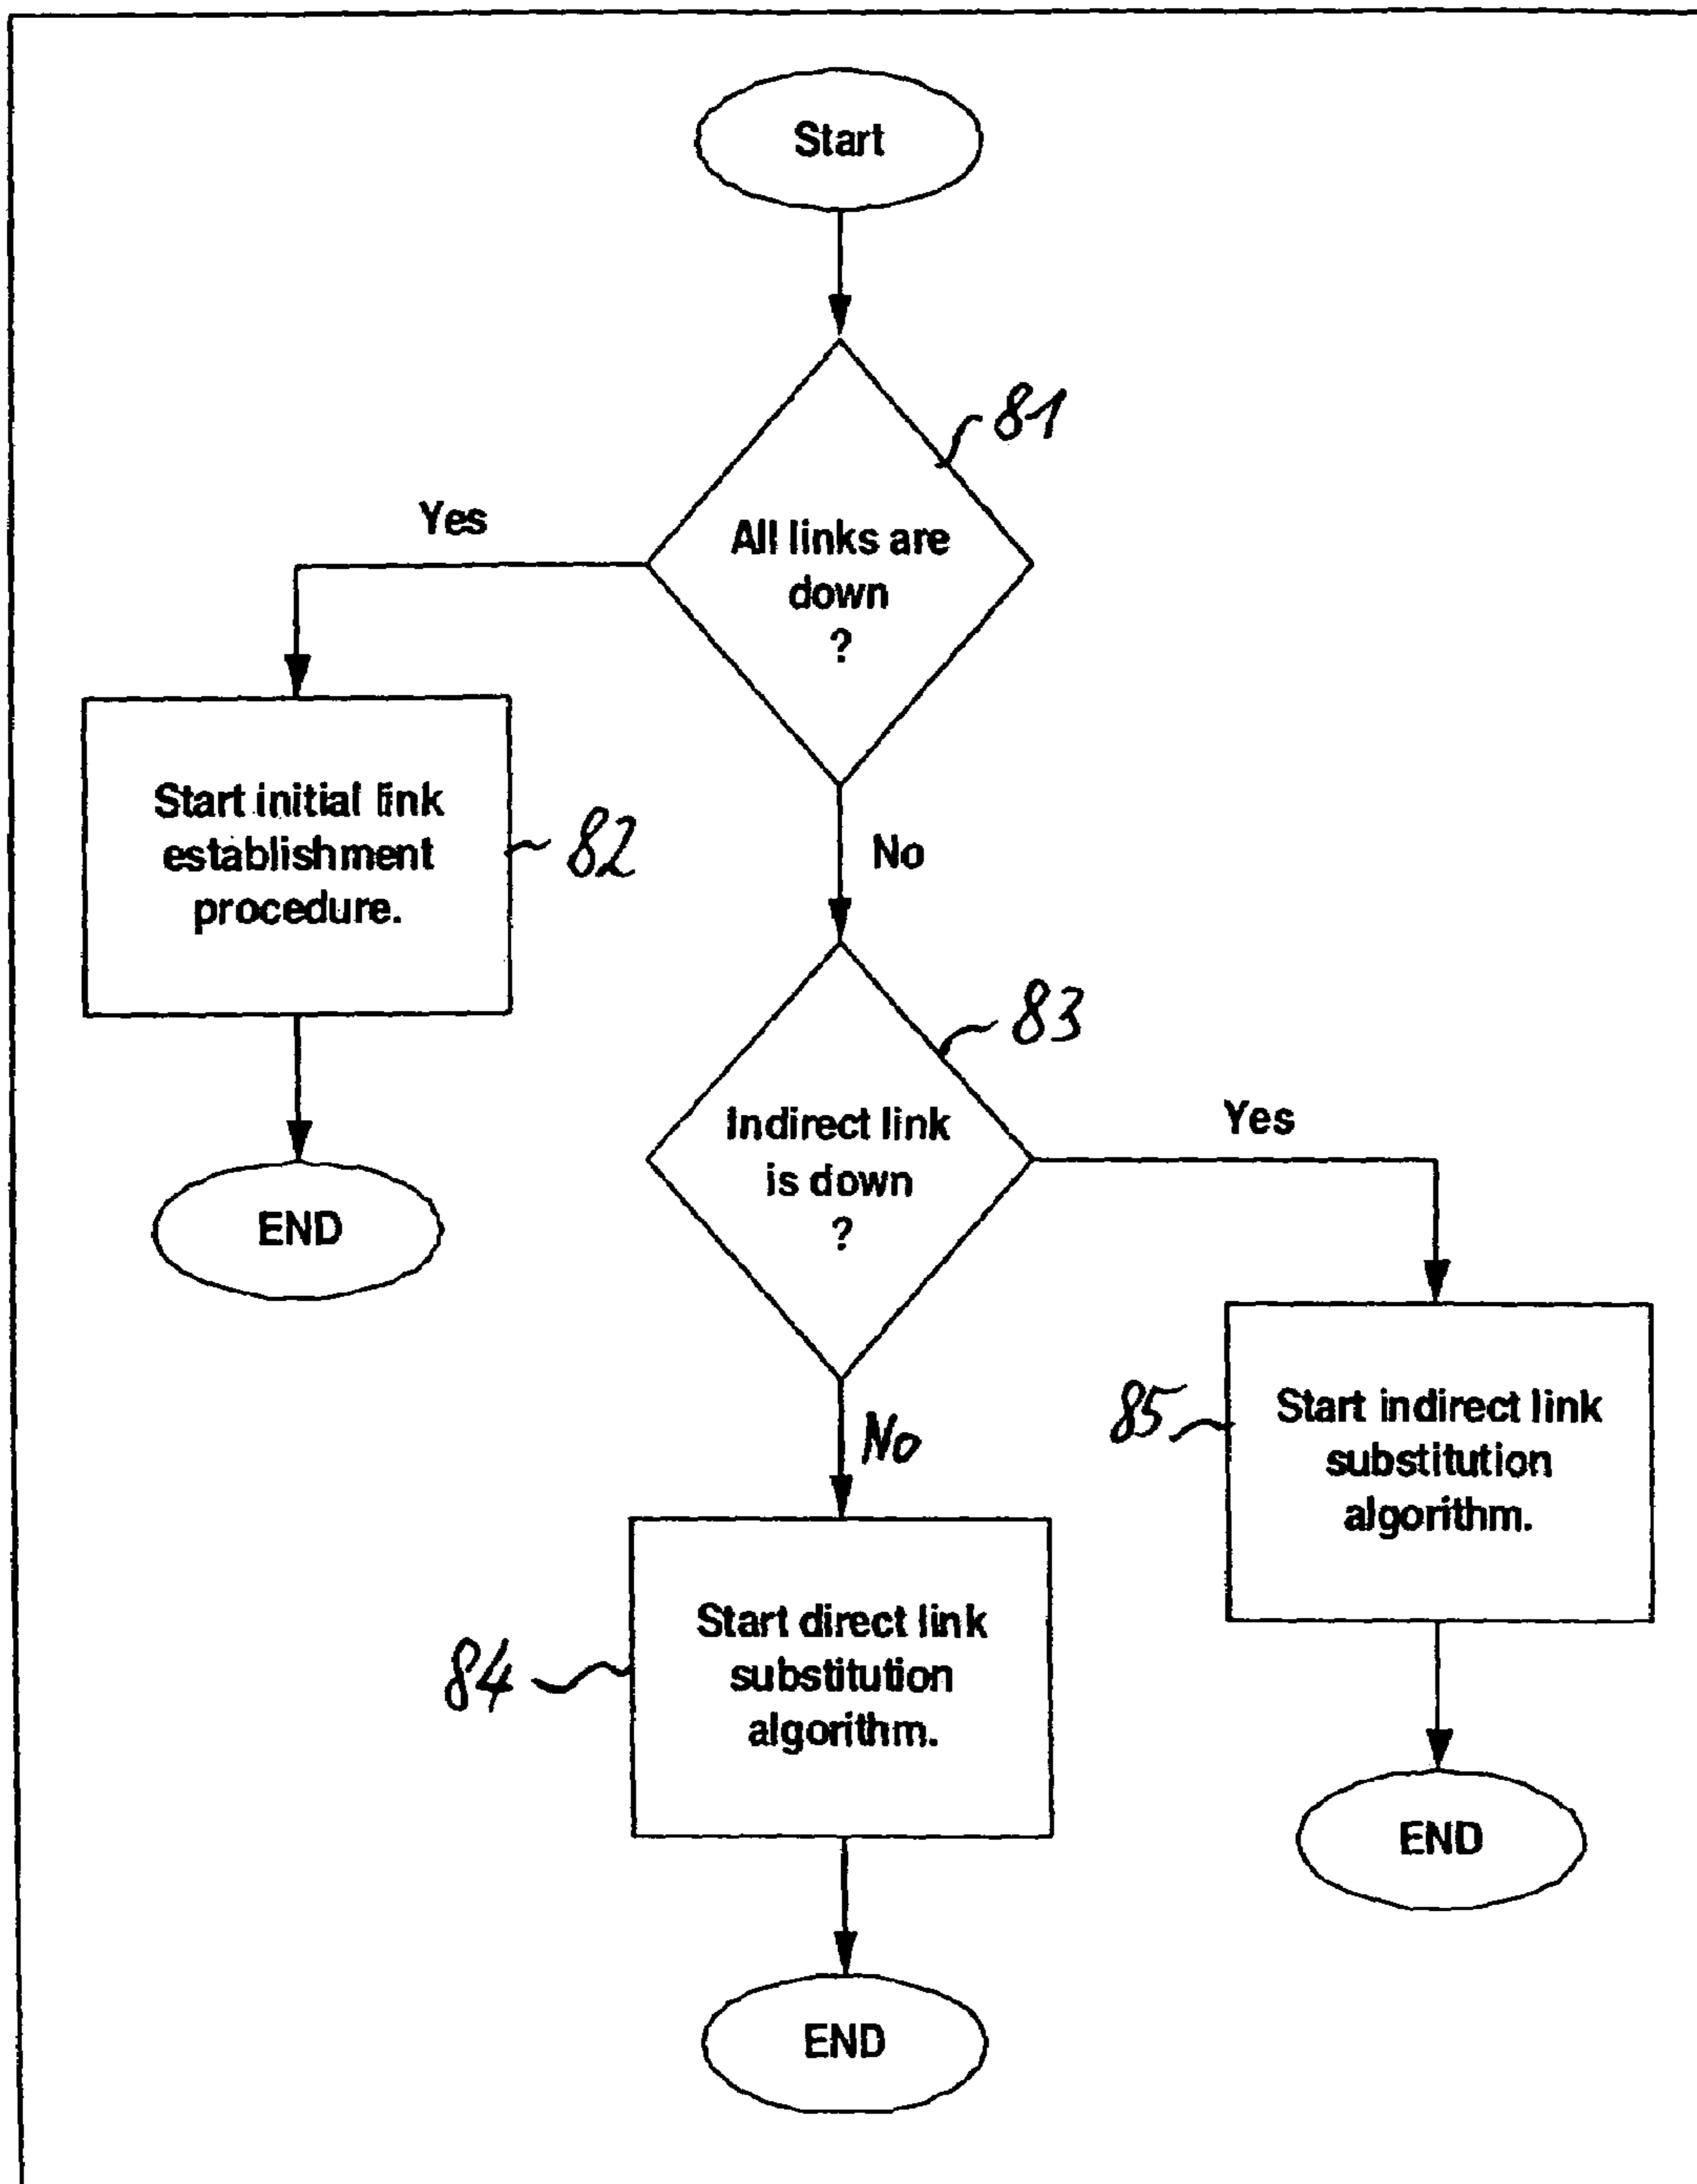 Start
81
All links are
down
?
Yes
Start initial link
establishment
procedure.
82
No
END
83
Indirect link
is down
?
Yes
85
Start indirect link
substitution
algorithm.
No
84
Start direct link
substitution
algorithm.
END
END